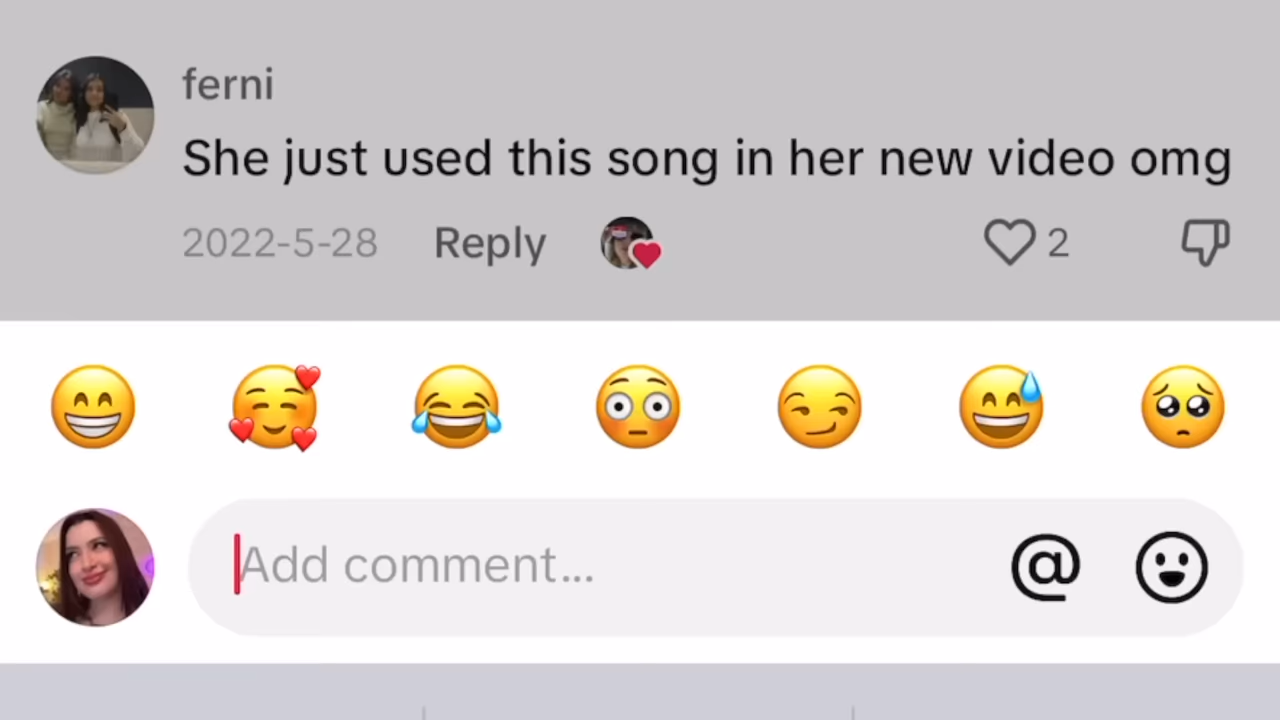 ferni
She just used this song in her new video omg
2022-5-28 Reply 2
Add comment...
@